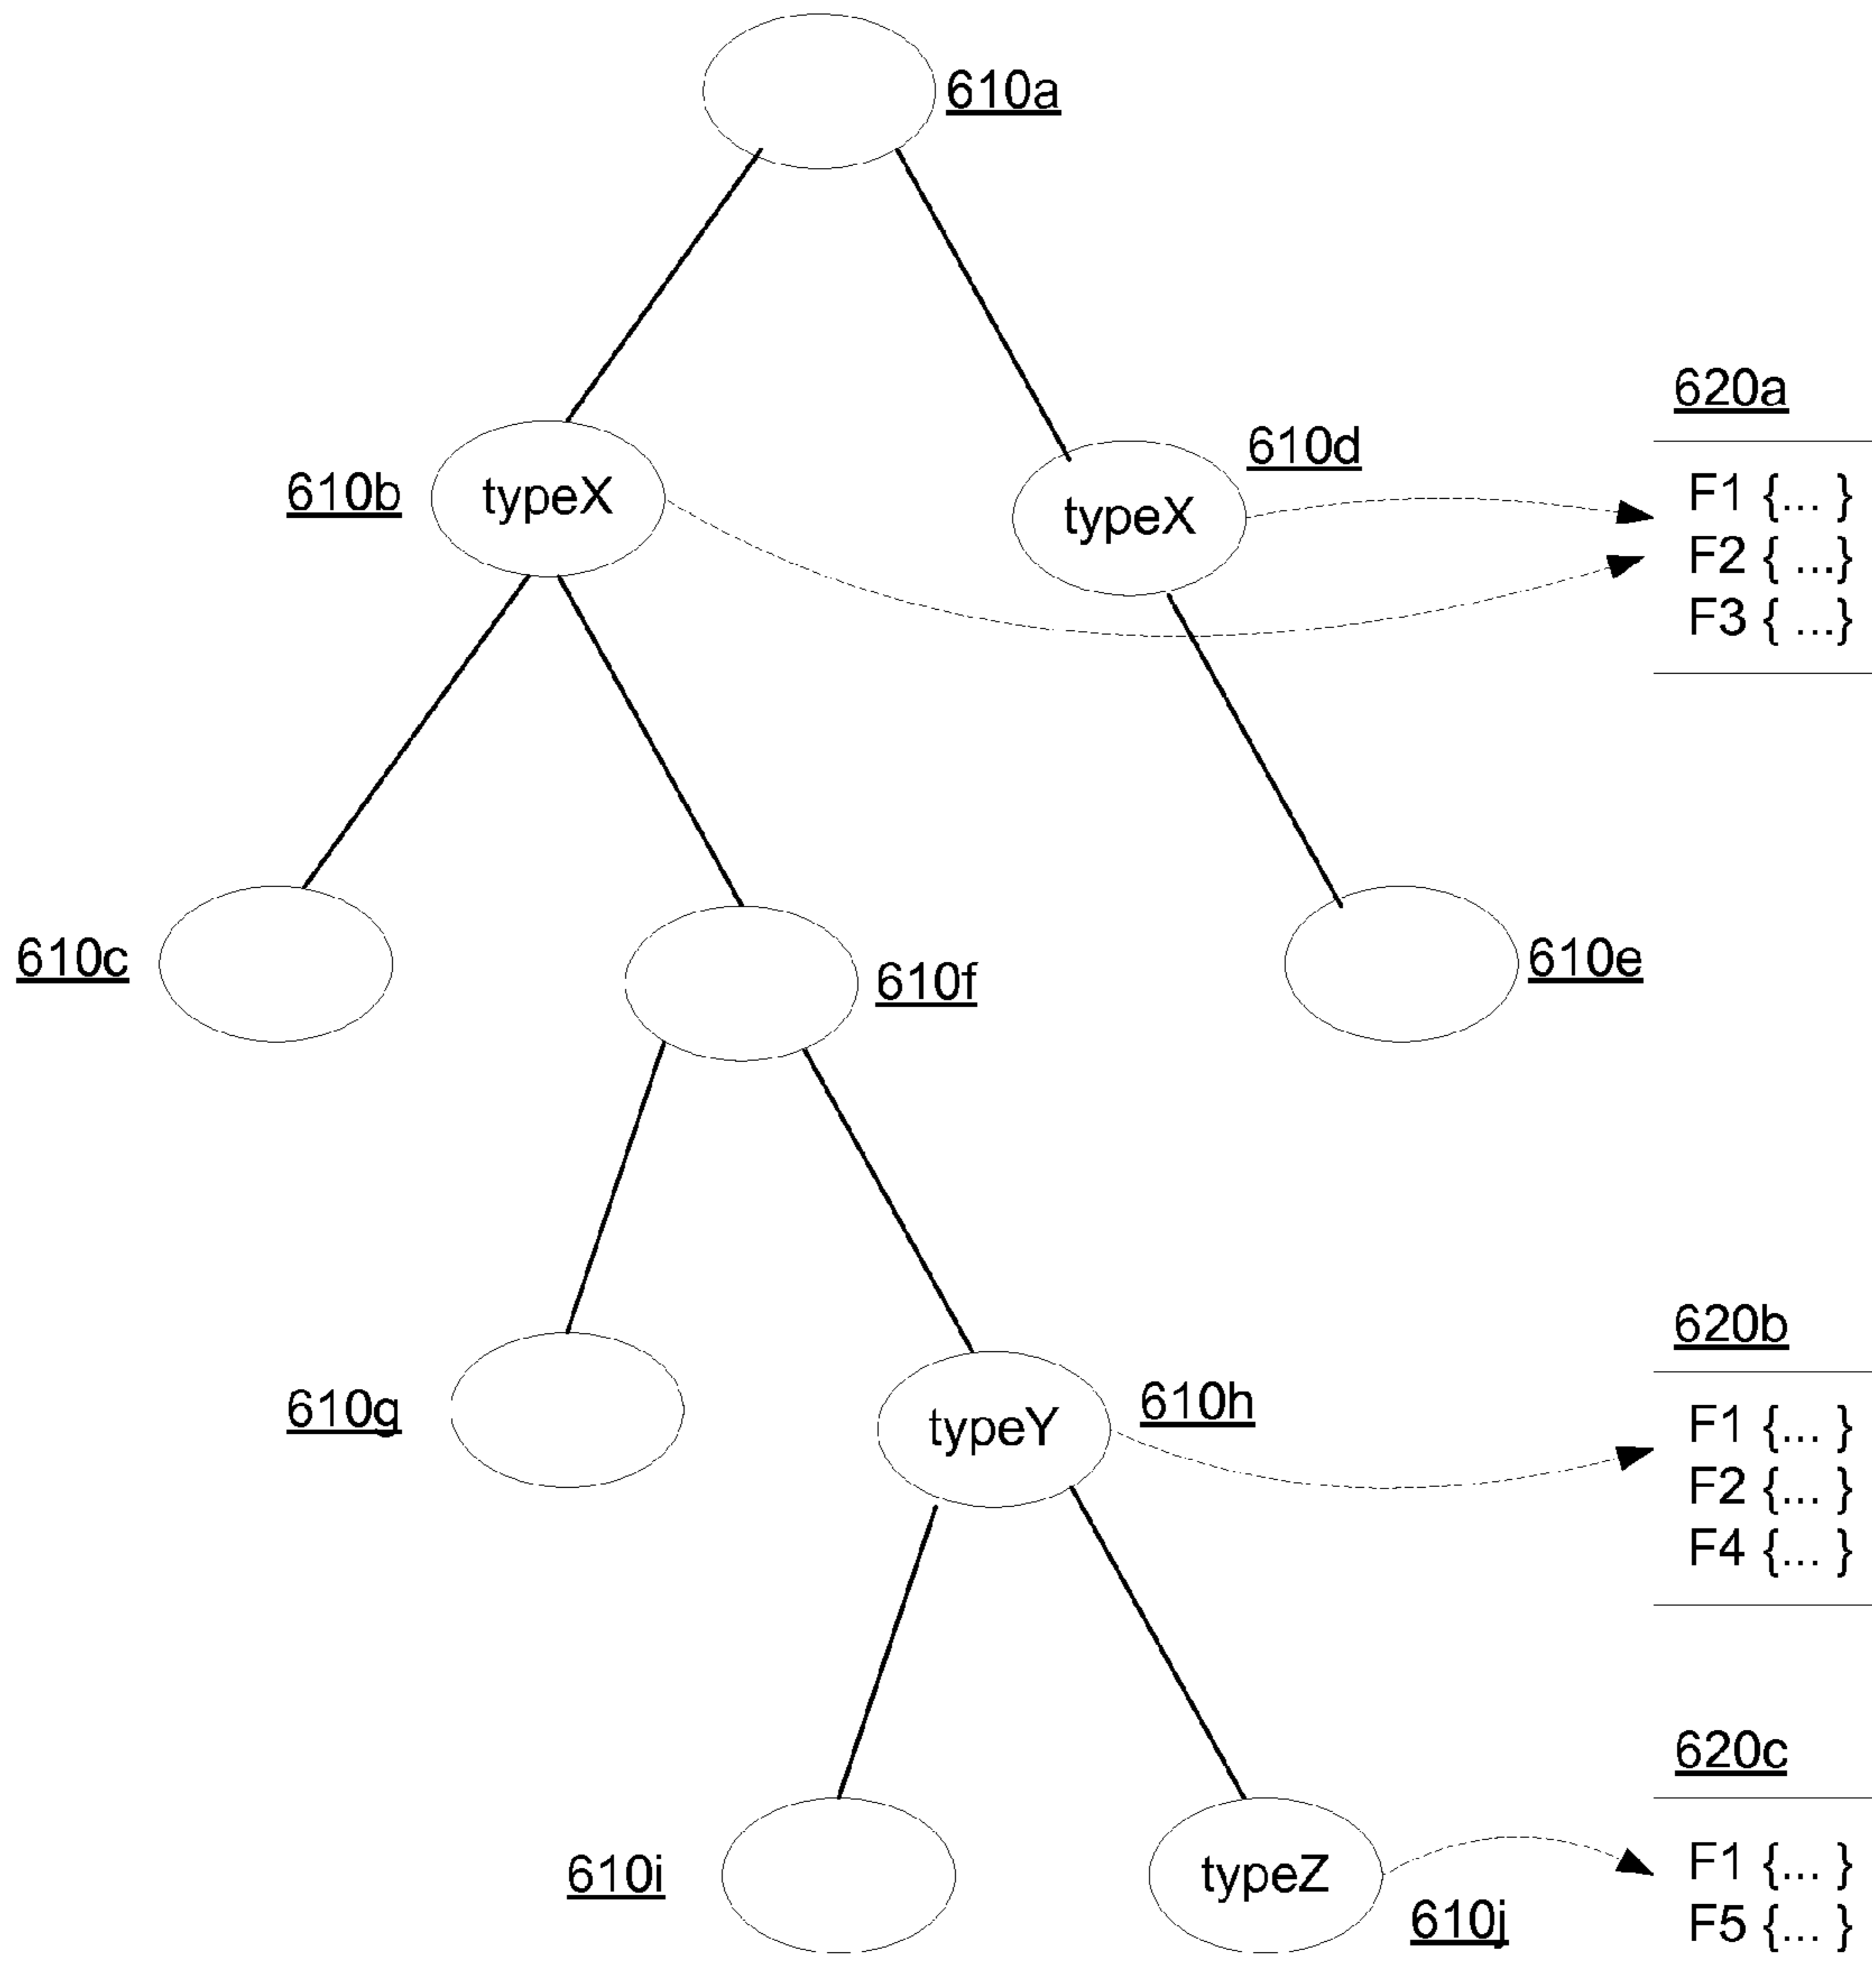 610a
620a
610d
610b
typeX
typeX
F1 {... }
F2 { ...}
F3 { ...}
610c
610f
610e
620b
610g
typeY
610h
F1 {... }
F2 {... }
F4 {... }
620c
610i
typeZ
610j
F1 {... }
F5 {... }